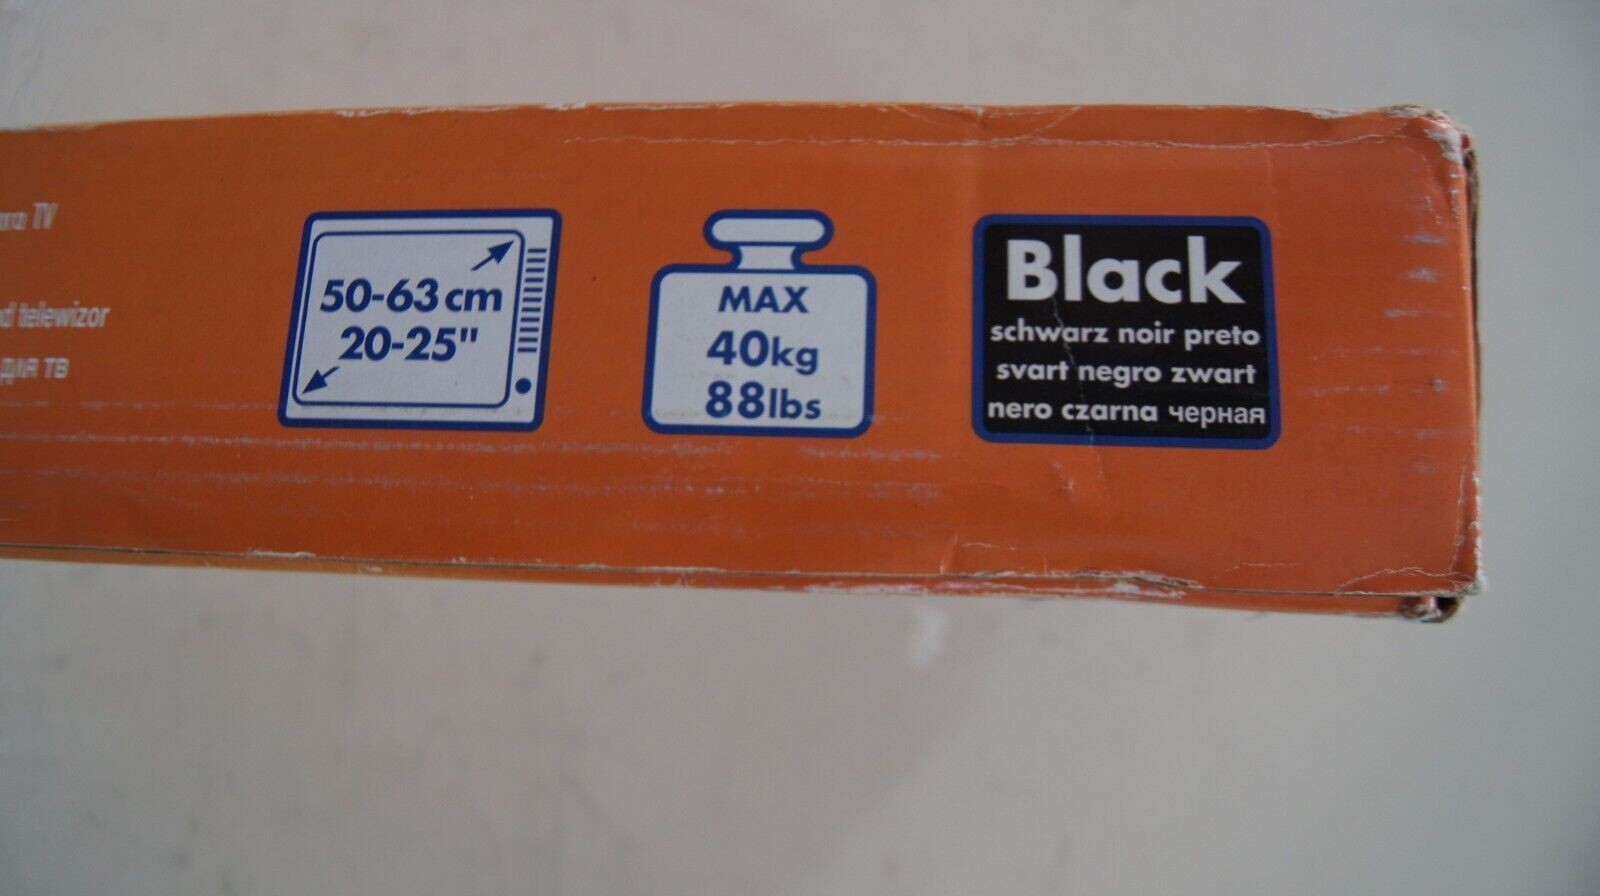 TV
telewizor
для ТВ
50-63 cm
20-25"
MAX
40kg
88lbs
Black
schwarz noir preto
svart negro zwart
nero czarna черная